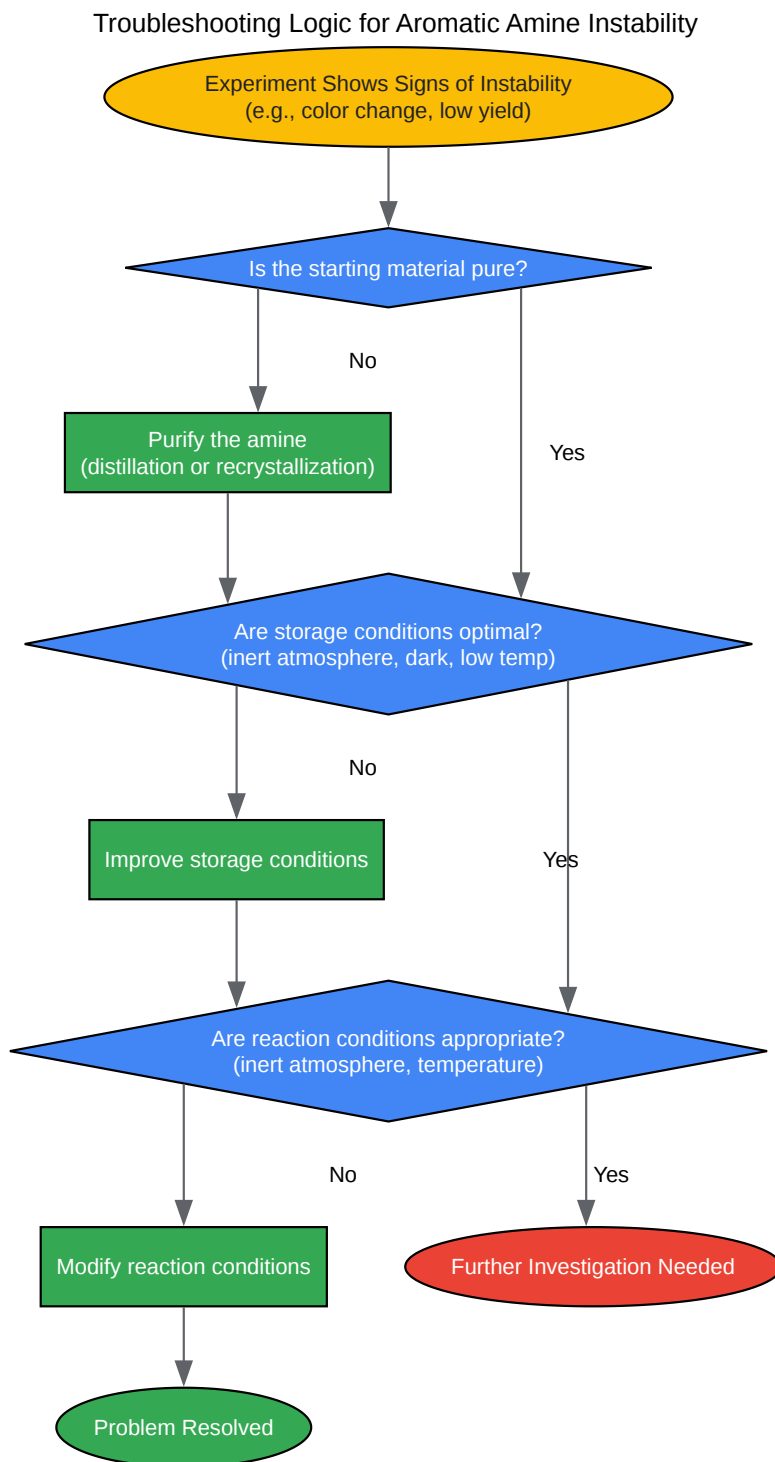 Troubleshooting Logic for Aromatic Amine Instability
Experiment Shows Signs of Instability
(e.g., color change, low yield)
Is the starting material pure?
No
Purify the amine
(distillation or recrystallization)
Yes
Are storage conditions optimal?
(inert atmosphere, dark, low temp)
No
Improve storage conditions
Yes
Are reaction conditions appropriate?
(inert atmosphere, temperature)
No
Yes
Modify reaction conditions
Further Investigation Needed
Problem Resolved